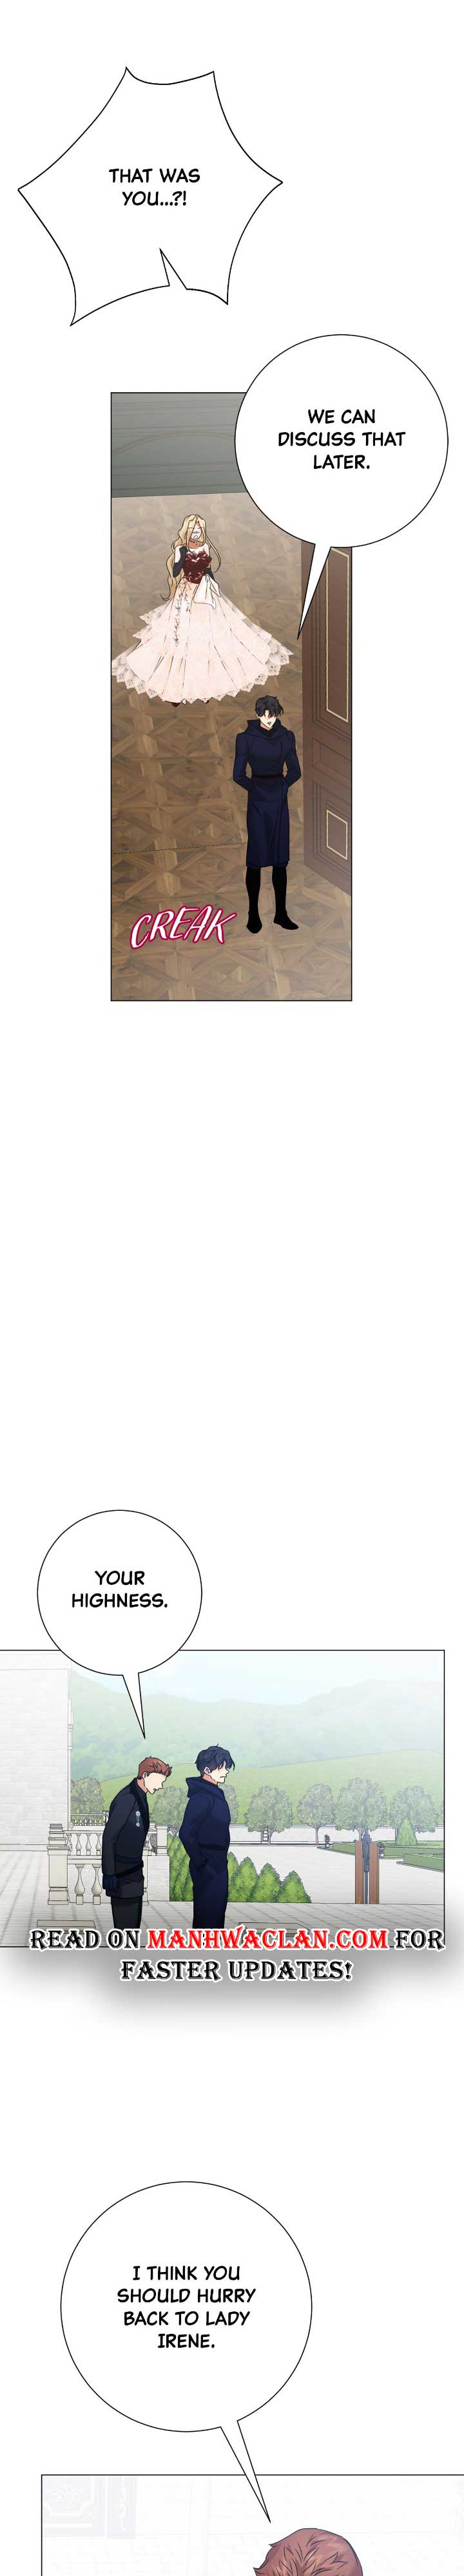 THAT WAS
YOU...?!
WE CAN
DISCUSS THAT
LATER.
CREAK
YOUR
HIGHNESS.
READ ON MANHWACLAN.COM FOR
FASTER UPDATES!
I THINK YOU
SHOULD HURRY
BACK TO LADY
IRENE.